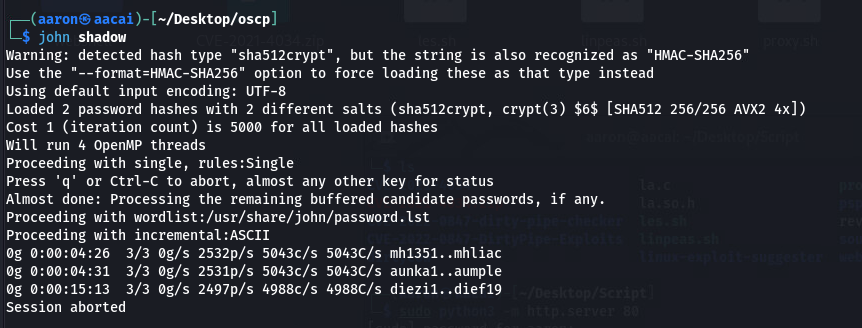 (aaron㉿aacai)-[~/Desktop/oscp]
$ john shadow
Warning: detected hash type "sha512crypt", but the string is also recognized as "HMAC-SHA256"
Use the "--format=HMAC-SHA256" option to force loading these as that type instead
Using default input encoding: UTF-8
Loaded 2 password hashes with 2 different salts (sha512crypt, crypt(3) $6$ [SHA512 256/256 AVX2 4x])
Cost 1 (iteration count) is 5000 for all loaded hashes
Will run 4 OpenMP threads
Proceeding with single, rules:Single
Press 'q' or Ctrl-C to abort, almost any other key for status
Almost done: Processing the remaining buffered candidate passwords, if any.
Proceeding with wordlist:/usr/share/john/password.lst
Proceeding with incremental:ASCII
0g 0:00:04:26  3/3 0g/s 2532p/s 5043c/s 5043C/s mh1351..mhliac
0g 0:00:04:31  3/3 0g/s 2531p/s 5043c/s 5043C/s aunka1..aumple
0g 0:00:15:13  3/3 0g/s 2497p/s 4988c/s 4988C/s diezi1..dief19
Session aborted